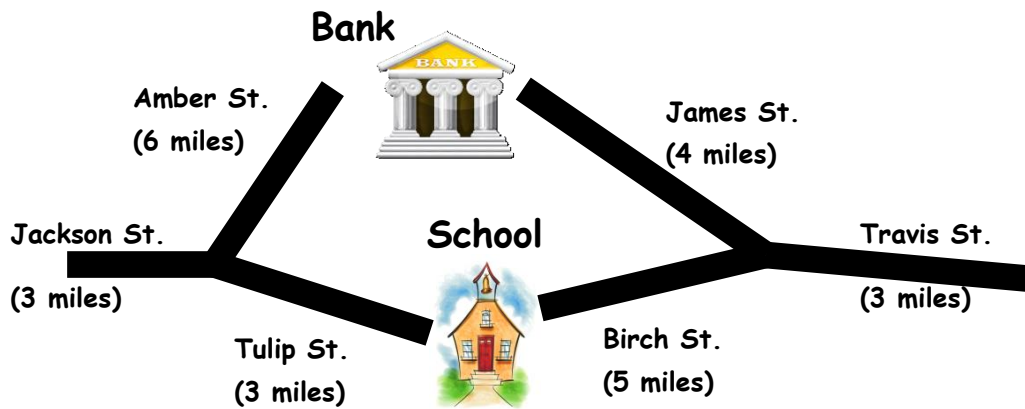 Bank
BANK
Amber St.
(6 miles)
James St.
(4 miles)
Jackson St.
(3 miles)
School
Travis St.
(3 miles)
Tulip St.
(3 miles)
Birch St.
(5 miles)